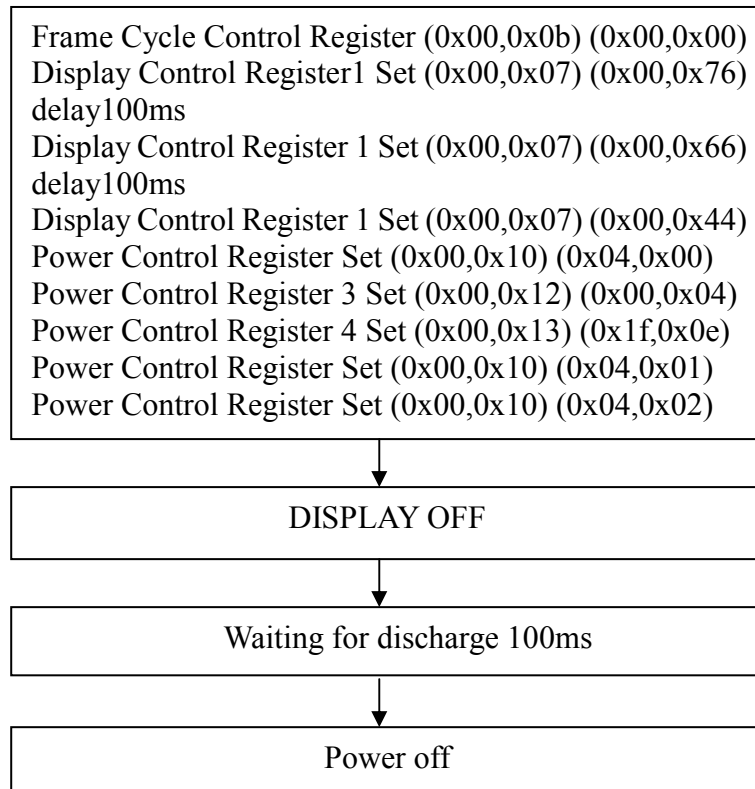 Frame Cycle Control Register (0x00,0x0b) (0x00,0x00)
Display Control Register1 Set (0x00,0x07) (0x00,0x76)
delay100ms
Display Control Register 1 Set (0x00,0x07) (0x00,0x66)
delay100ms
Display Control Register 1 Set (0x00,0x07) (0x00,0x44)
Power Control Register Set (0x00,0x10) (0x04,0x00)
Power Control Register 3 Set (0x00,0x12) (0x00,0x04)
Power Control Register 4 Set (0x00,0x13) (0x1f,0x0e)
Power Control Register Set (0x00,0x10) (0x04,0x01)
Power Control Register Set (0x00,0x10) (0x04,0x02)
DISPLAY OFF
Waiting for discharge 100ms
Power off